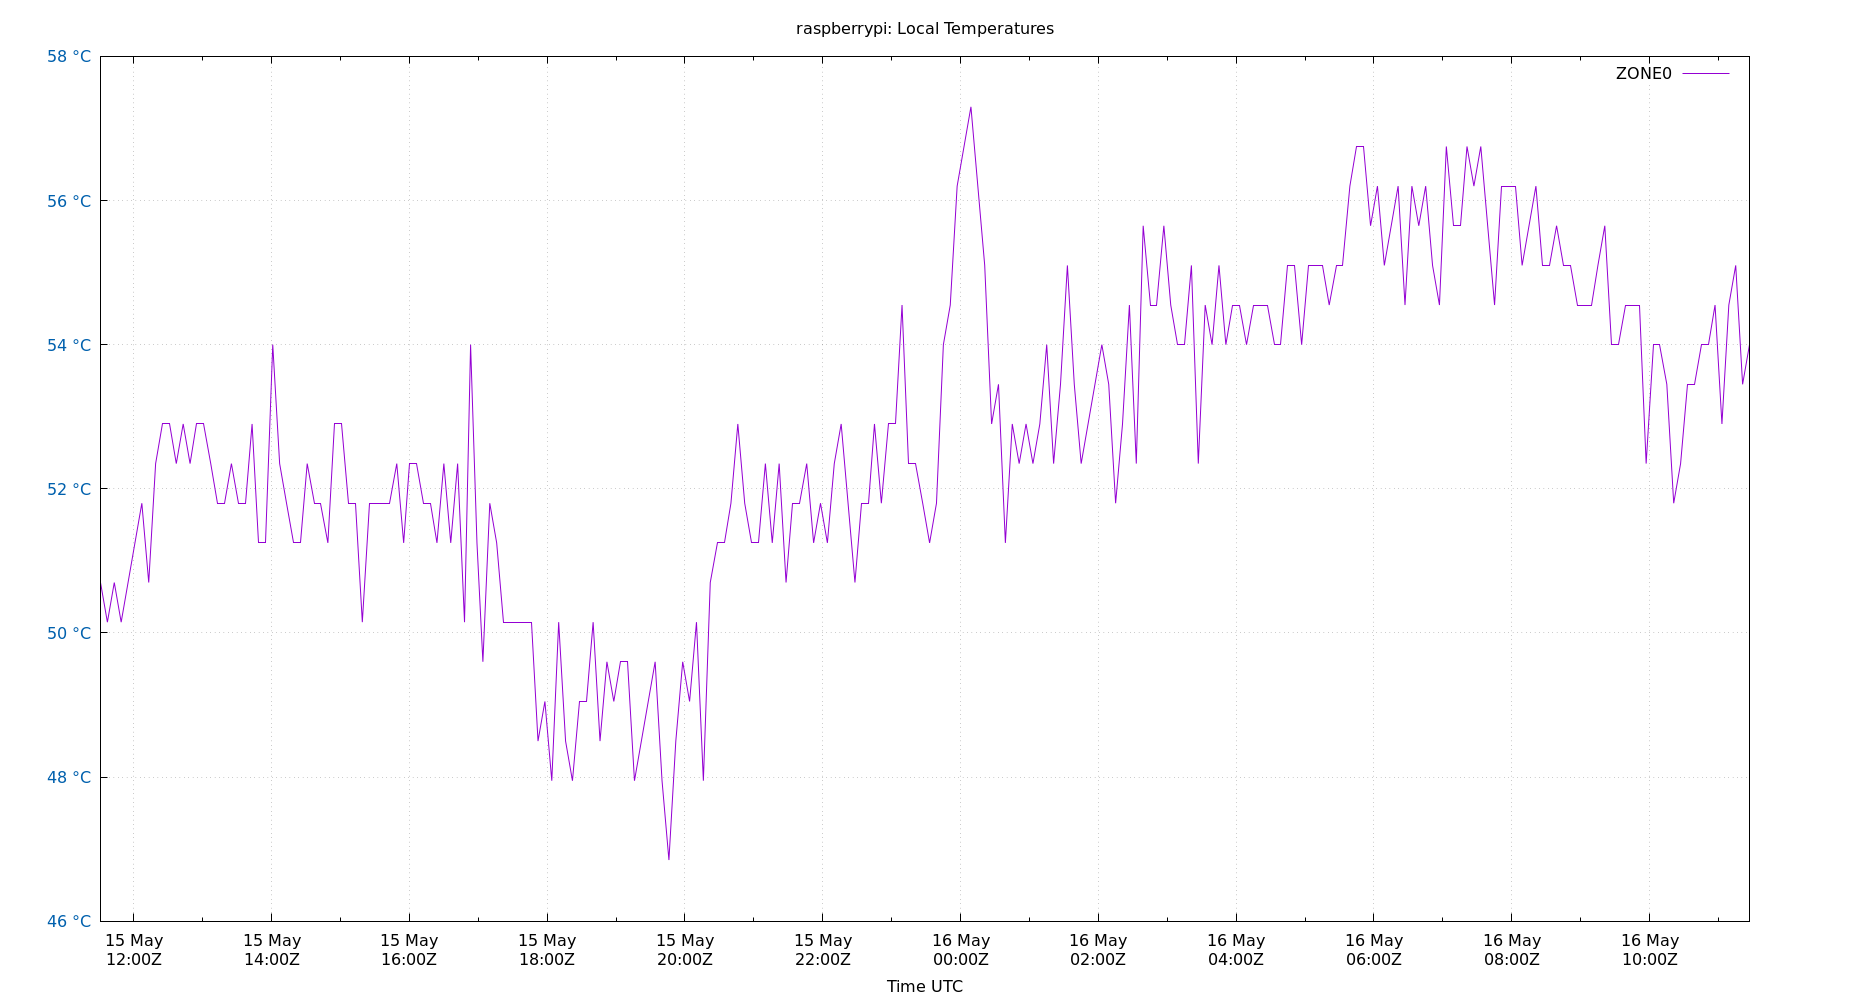 raspberrypi: Local Temperatures
58 °C
ZONE0
56 °C
54 °C
52 °C
50 °C
48 °C
46 °C
15 May 15 May 15 May 15 May 15 May 15 May 16 May 16 May 16 May 16 May 16 May 16 May
12:00Z 14:00Z 16:00Z 18:00Z 20:00Z 22:00Z 00:00Z 02:00Z 04:00Z 06:00Z 08:00Z 10:00Z
Time UTC